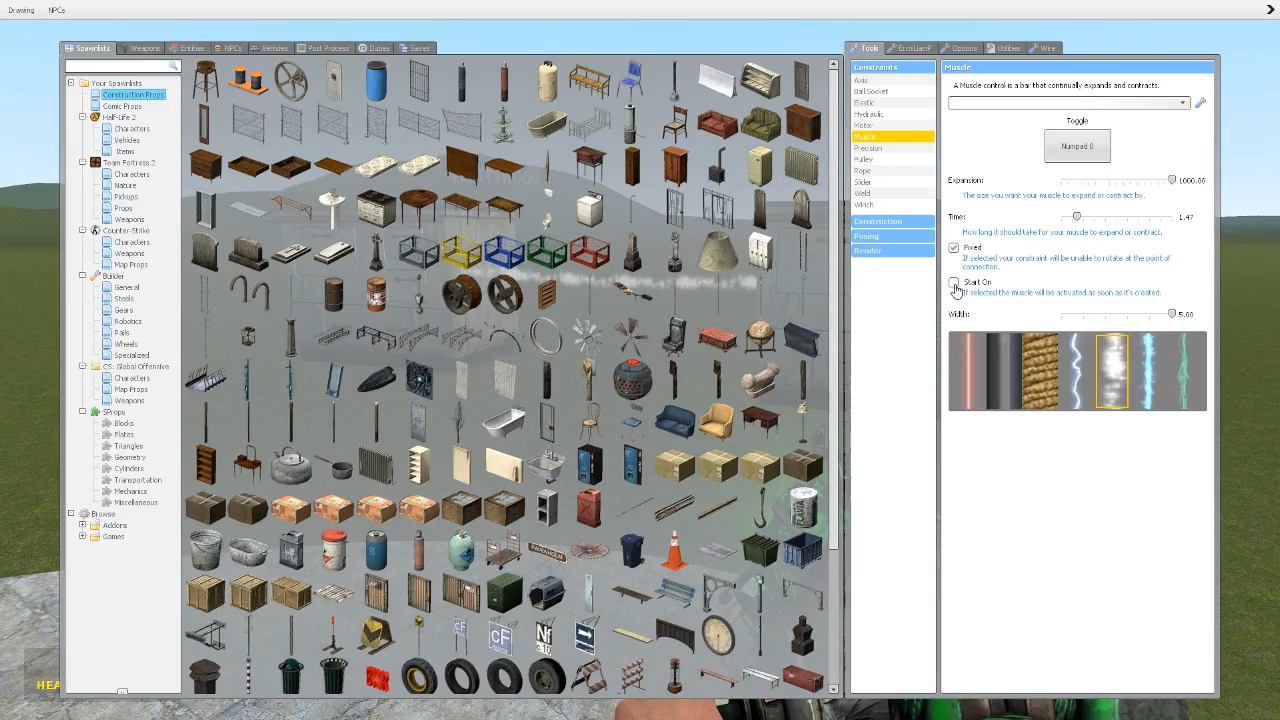 Drawing NPCs
Spawnlists Weapons Entities NPCs Vehicles Post Process Dupes Saves
Your Spawnlists
Construction Props
Comic Props
Half-Life 2
Characters
Vehicles
Items
Team Fortress 2
Characters
Nature
Pickups
Props
Weapons
Counter-Strike
Characters
Weapons
Map Props
Builder
General
Steels
Gears
Robotics
Rails
Wheels
Specialized
CS: Global Offensive
Characters
Map Props
Weapons
SProps
Blocks
Plates
Triangles
Geometry
Cylinders
Transportation
Mechanics
Miscellaneous
Browse
Addons
Games
HEA
RAVENHOLM
cF
cF
Tools ErrolLiamP Options Utilities Wire
Constraints
Axis
Ball Socket
Elastic
Hydraulic
Motor
Muscle
Precision
Pulley
Rope
Slider
Weld
Winch
Construction
Posing
Render
Muscle
A Muscle control is a bar that continually expands and contracts.
Toggle
Numpad 0
Expansion: 1000.00
The size you want your muscle to expand or contract by.
Time: 1.47
How long it should take for your muscle to expand or contract.
Fixed
If selected your constraint will be unable to rotate at the point of
connection.
Start On
If selected the muscle will be activated as soon as it's created.
Width: 5.00